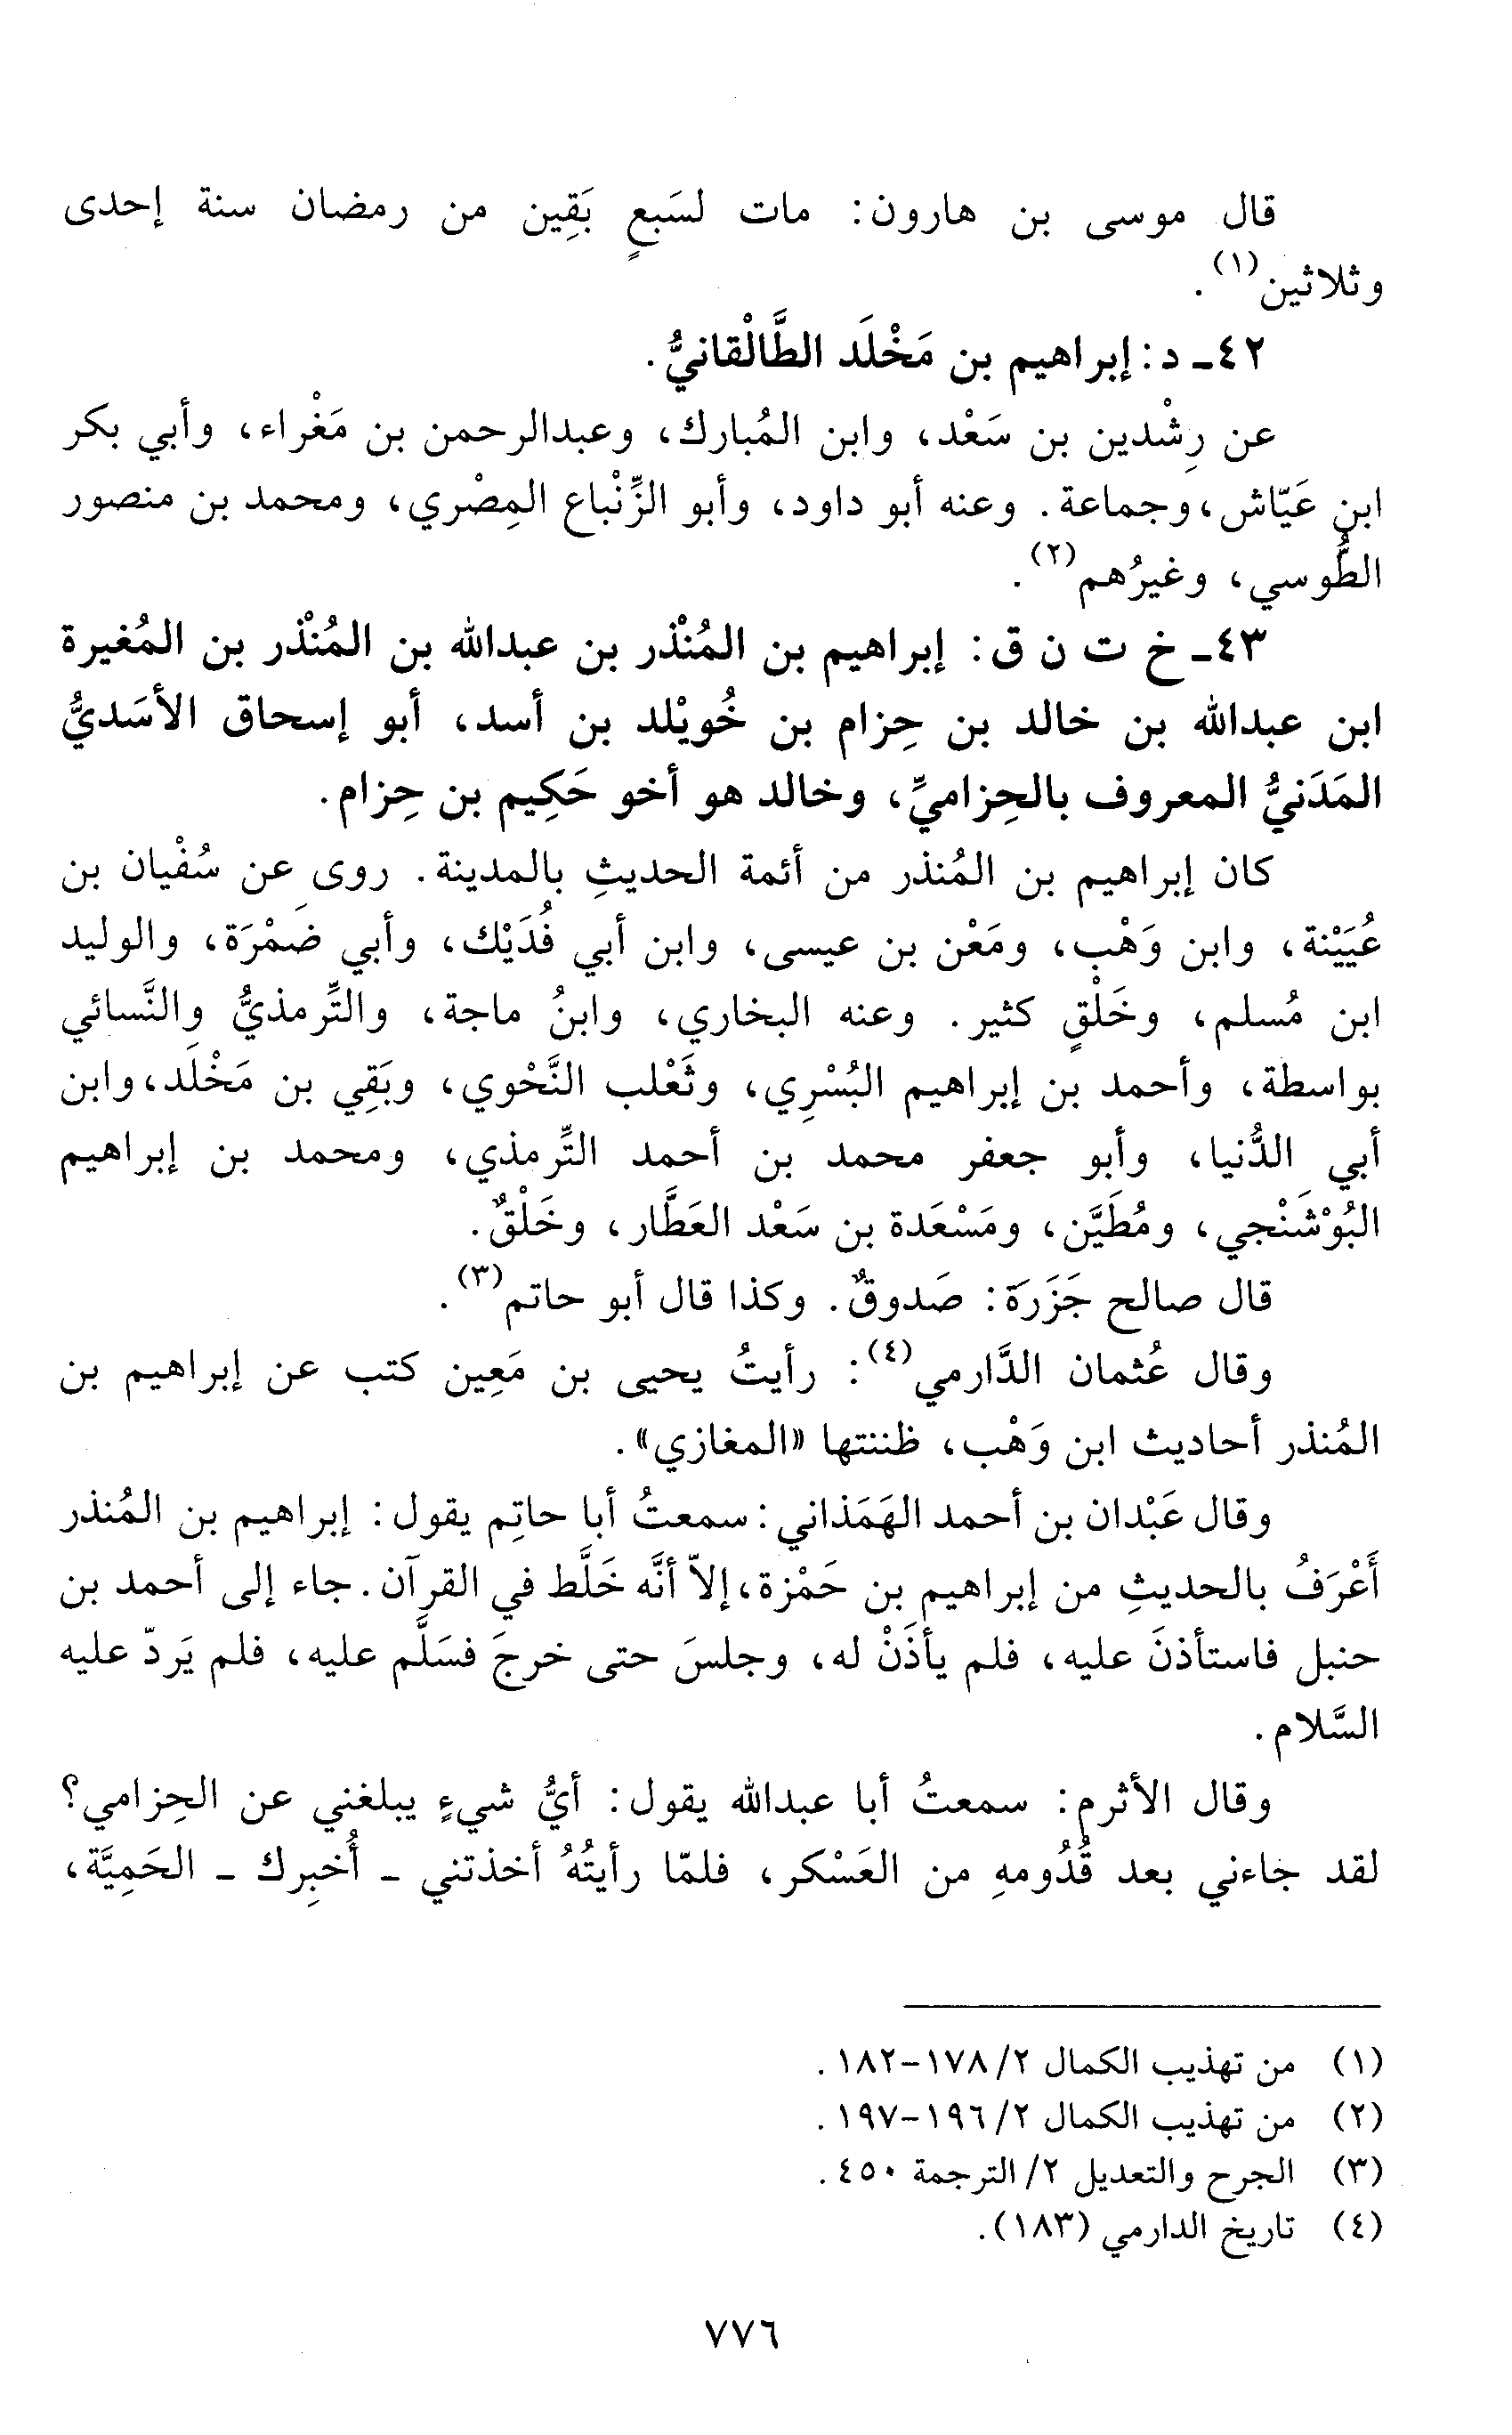 قال موسى بن هارون: مات لسَبعٍ بَقِين من رمضان سنة إحدى
وثلاثين(١).
٤٢ـ د: إبراهيم بن مَخْلَد الطَّالْقانيُّ.
عن رِشْدين بن سَعْد، وابن المُبارك، وعبدالرحمن بن مَغْراء، وأبي بكر
ابن عَيّاش، وجماعة. وعنه أبو داود، وأبو الزِّنْباع المِصْري، ومحمد بن منصور
الطُّوسي، وغيرُهم(٢).
٤٣ـ خ ت ن ق: إبراهيم بن المُنْذر بن عبدالله بن المُنْذر بن المُغيرة
ابن عبدالله بن خالد بن حِزام بن خُويْلد بن أسد، أبو إسحاق الأسَديُّ
المَدَنيُّ المعروف بالحِزاميِّ، وخالد هو أخو حَكِيم بن حِزام.
كان إبراهيم بن المُنذر من أئمة الحديثِ بالمدينة. روى عن سُفْيان بن
عُيَيْنة، وابن وَهْب، ومَعْن بن عيسى، وابن أبي فُدَيْك، وأبي ضَمْرَة، والوليد
ابن مُسلم، وخَلْقٍ كثير. وعنه البخاري، وابنُ ماجة، والتِّرمذيُّ والنَّسائي
بواسطة، وأحمد بن إبراهيم البُسْرِي، وثَعْلب النَّحْوي، وبَقِي بن مَخْلَد، وابن
أبي الدُّنيا، وأبو جعفر محمد بن أحمد التِّرمذي، ومحمد بن إبراهيم
البُوْشَنْجي، ومُطَيَّن، ومَسْعَدة بن سَعْد العَطَّار، وخَلْقٌ.
قال صالح جَزَرَة: صَدوقٌ. وكذا قال أبو حاتم(٣).
وقال عُثمان الدَّارمي(٤): رأيتُ يحيى بن مَعِين كتب عن إبراهيم بن
المُنذر أحاديث ابن وَهْب، ظننتها «المغازي».
وقال عَبْدان بن أحمد الهَمَذاني: سمعتُ أبا حاتِم يقول: إبراهيم بن المُنذر
أَعْرَفُ بالحديثِ من إبراهيم بن حَمْزة، إلاّ أنَّه خَلَّط في القرآن. جاء إلى أحمد بن
حنبل فاستأذنَ عليه، فلم يأذَنْ له، وجلسَ حتى خرجَ فسَلَّم عليه، فلم يَردّ عليه
السَّلام.
وقال الأثرم: سمعتُ أبا عبدالله يقول: أيُّ شيءٍ يبلغني عن الحِزامي؟
لقد جاءني بعد قُدُومهِ من العَسْكر، فلمّا رأيتُهُ أخذتني ـ أُخبِرك ـ الحَمِيَّة،
(١) من تهذيب الكمال ٢/ ١٧٨-١٨٢.
(٢) من تهذيب الكمال ٢/ ١٩٦-١٩٧.
(٣) الجرح والتعديل ٢/ الترجمة ٤٥٠.
(٤) تاريخ الدارمي (١٨٣).
٧٧٦